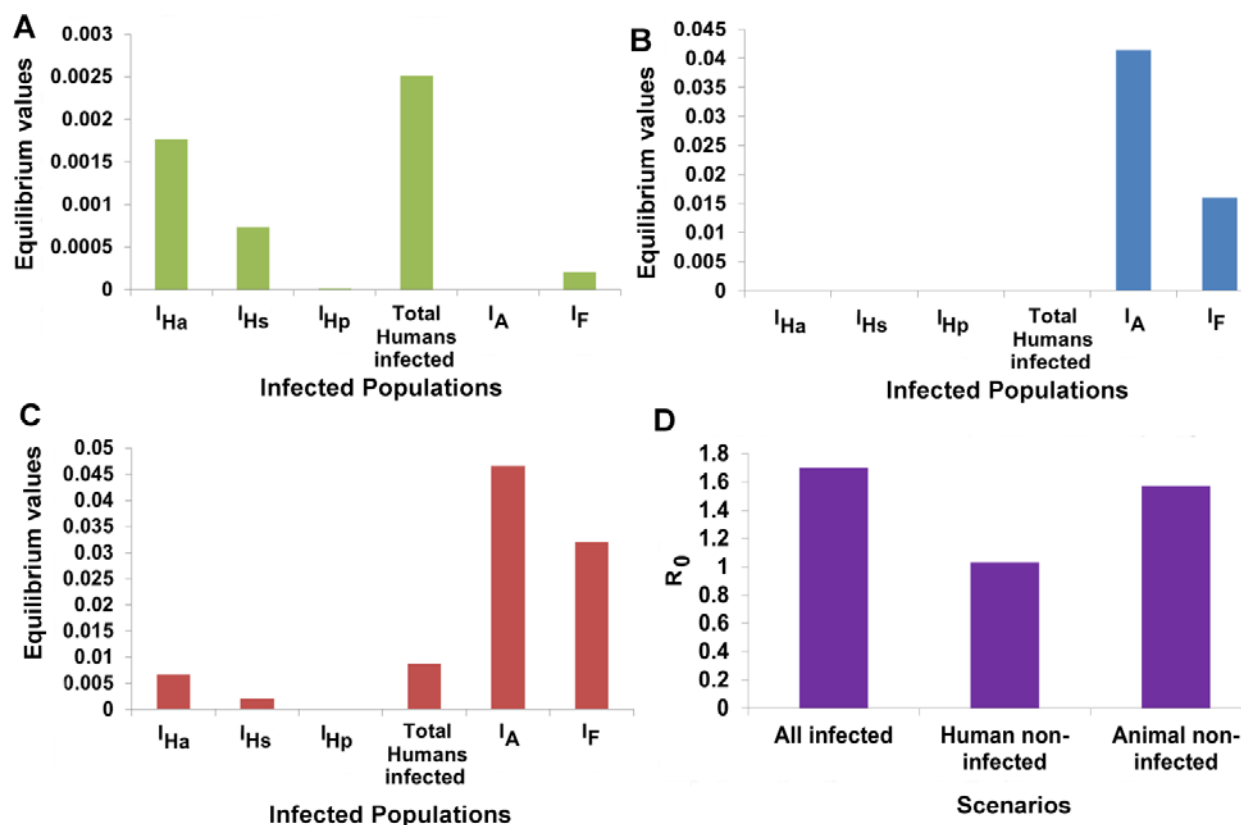 A
0.003
0.0025
0.002
0.0015
0.001
0.0005
0
Equilibrium values
IHa IHs IHp Total Humans infected IA IF
Infected Populations
B
0.045
0.04
0.035
0.03
0.025
0.02
0.015
0.01
0.005
0
Equilibrium values
IHa IHs IHp Total Humans infected IA IF
Infected Populations
C
0.05
0.045
0.04
0.035
0.03
0.025
0.02
0.015
0.01
0.005
0
Equilibrium values
IHa IHs IHp Total Humans infected IA IF
Infected Populations
D
1.8
1.6
1.4
1.2
1
0.8
0.6
0.4
0.2
0
R0
All infected Human non-infected Animal non-infected
Scenarios